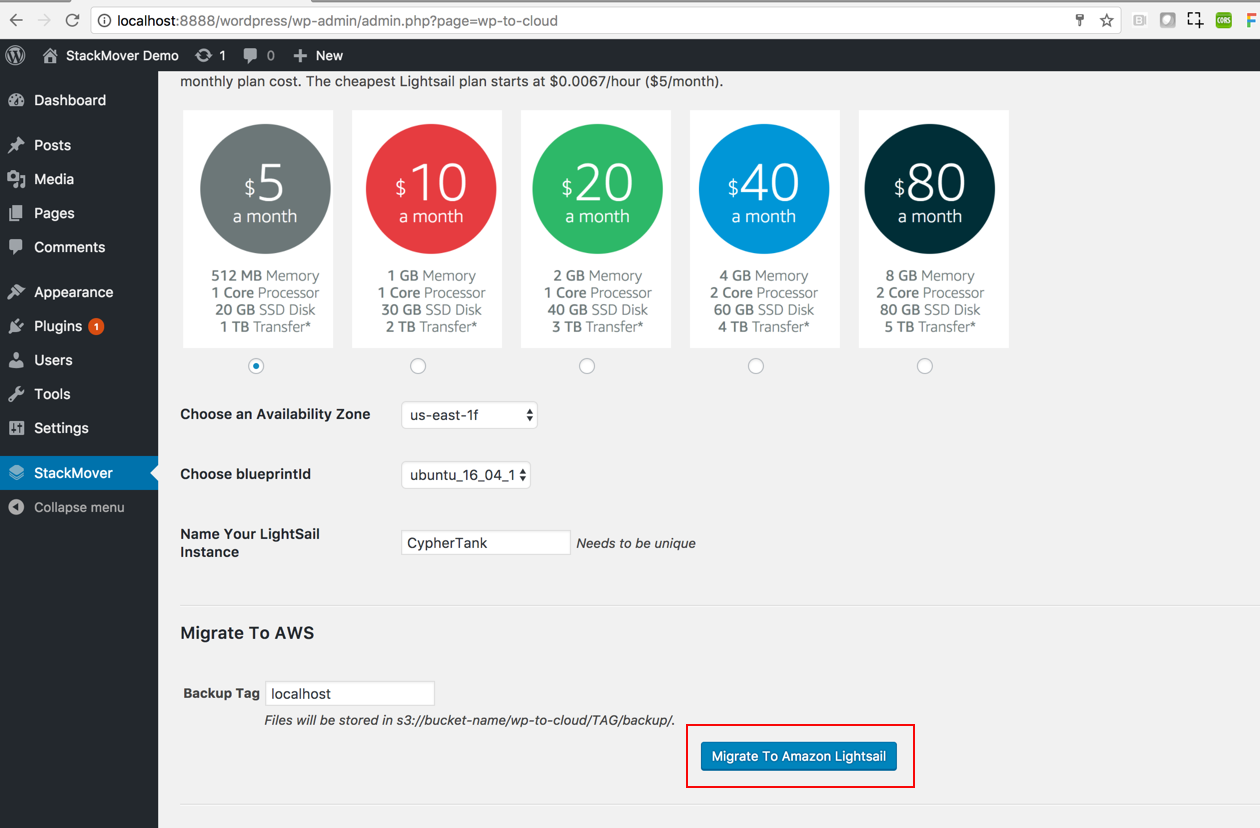 localhost:8888/wordpress/wp-admin/admin.php?page=wp-to-cloud
StackMover Demo 1 0 + New
Dashboard
Posts
Media
Pages
Comments
Appearance
Plugins 1
Users
Tools
Settings
StackMover
Collapse menu
monthly plan cost. The cheapest Lightsail plan starts at $0.0067/hour ($5/month).
$5
a month
512 MB Memory
1 Core Processor
20 GB SSD Disk
1 TB Transfer*
$10
a month
1 GB Memory
1 Core Processor
30 GB SSD Disk
2 TB Transfer*
$20
a month
2 GB Memory
1 Core Processor
40 GB SSD Disk
3 TB Transfer*
$40
a month
4 GB Memory
2 Core Processor
60 GB SSD Disk
4 TB Transfer*
$80
a month
8 GB Memory
2 Core Processor
80 GB SSD Disk
5 TB Transfer*
Choose an Availability Zone us-east-1f
Choose blueprintId ubuntu_16_04_1
Name Your LightSail
Instance
CypherTank Needs to be unique
Migrate To AWS
Backup Tag localhost
Files will be stored in s3://bucket-name/wp-to-cloud/TAG/backup/.
Migrate To Amazon Lightsail